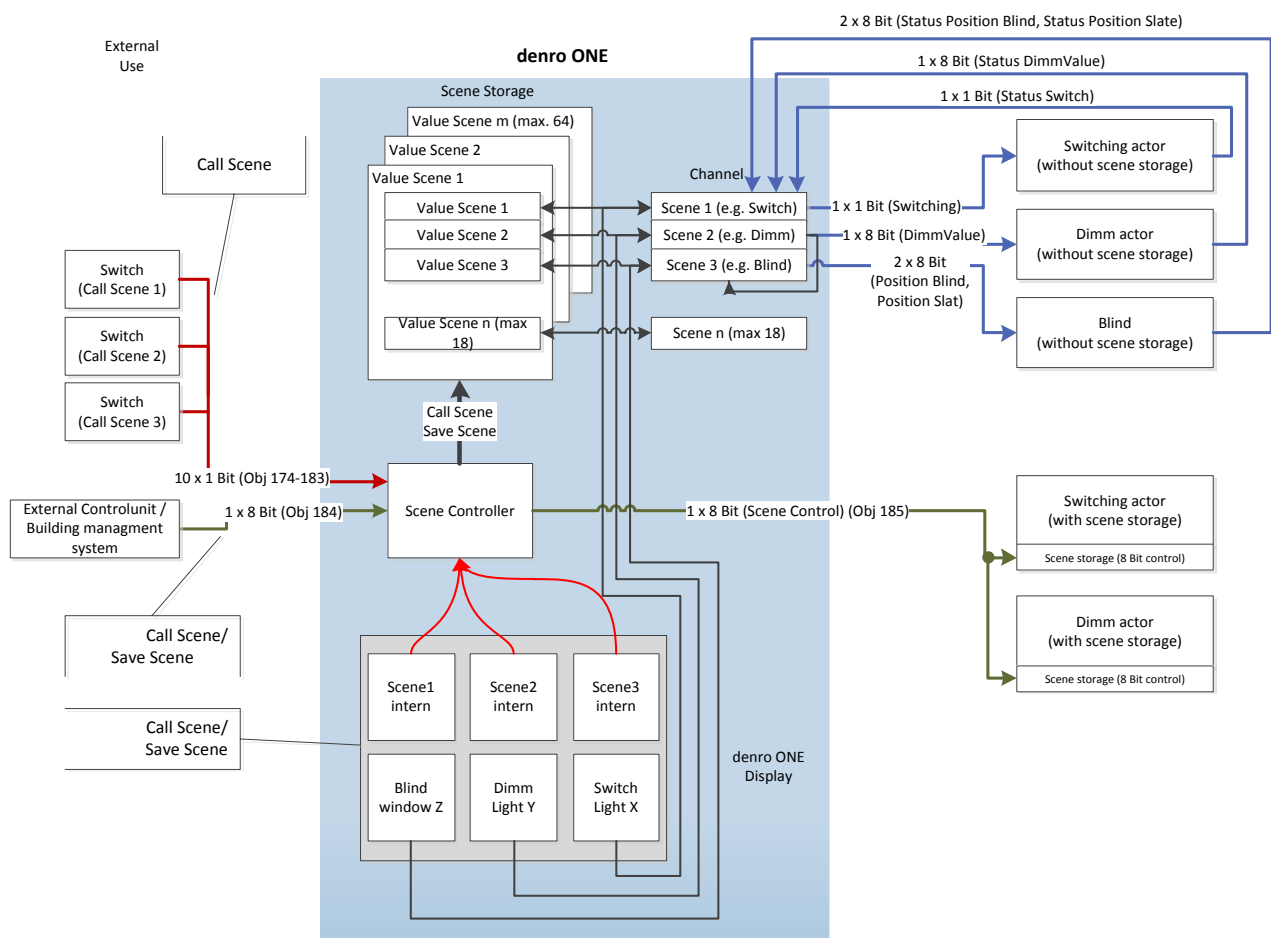 External
Use
denro ONE
2 x 8 Bit (Status Position Blind, Status Position Slate)
1 x 8 Bit (Status DimmValue)
1 x 1 Bit (Status Switch)
Scene Storage
Value Scene m (max. 64)
Value Scene 2
Value Scene 1
Value Scene 1
Value Scene 2
Value Scene 3
Value Scene n (max
18)
Channel
Scene 1 (e.g. Switch)
Scene 2 (e.g. Dimm)
Scene 3 (e.g. Blind)
Scene n (max 18)
1 x 1 Bit (Switching)
1 x 8 Bit (DimmValue)
2 x 8 Bit
(Position Blind,
Position Slat)
Switching actor
(without scene storage)
Dimm actor
(without scene storage)
Blind
(without scene storage)
Call Scene
Switch
(Call Scene 1)
Switch
(Call Scene 2)
Switch
(Call Scene 3)
Call Scene
Save Scene
10 x 1 Bit (Obj 174-183)
External Controlunit /
Building managment
system
1 x 8 Bit (Obj 184)
Scene Controller
1 x 8 Bit (Scene Control) (Obj 185)
Switching actor
(with scene storage)
Scene storage (8 Bit control)
Dimm actor
(with scene storage)
Scene storage (8 Bit control)
Call Scene/
Save Scene
Call Scene/
Save Scene
Scene1
intern
Scene2
intern
Scene3
intern
Blind
window Z
Dimm
Light Y
Switch
Light X
denro ONE
Display